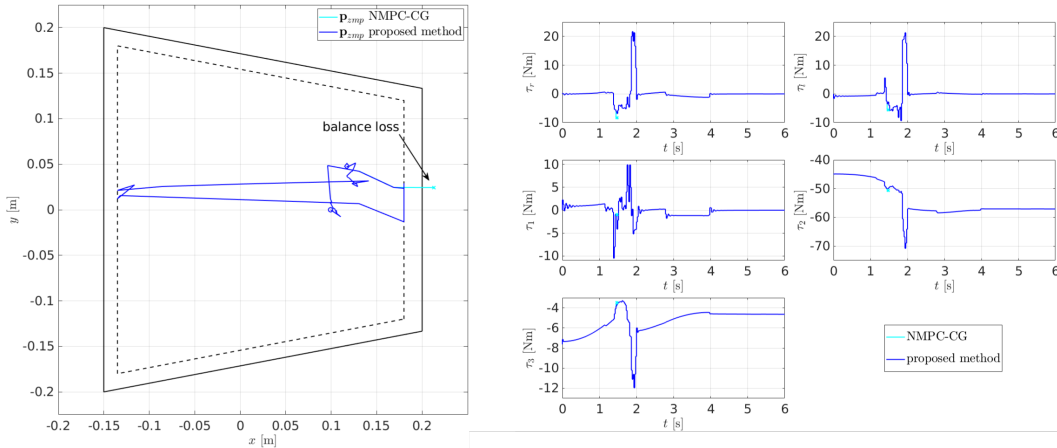 p_zmp NMPC-CG
p_zmp proposed method
balance loss
0.2
0.15
0.1
0.05
0
-0.05
-0.1
-0.15
-0.2
y [m]
-0.2 -0.15 -0.1 -0.05 0 0.05 0.1 0.15 0.2
x [m]
20
10
0
-10
τ_r [Nm]
0 1 2 3 4 5 6
t [s]
20
10
0
-10
τ_l [Nm]
0 1 2 3 4 5 6
t [s]
10
5
0
-5
-10
τ_1 [Nm]
0 1 2 3 4 5 6
t [s]
-40
-50
-60
-70
τ_2 [Nm]
0 1 2 3 4 5 6
t [s]
-4
-6
-8
-10
-12
τ_3 [Nm]
0 1 2 3 4 5 6
t [s]
NMPC-CG
proposed method